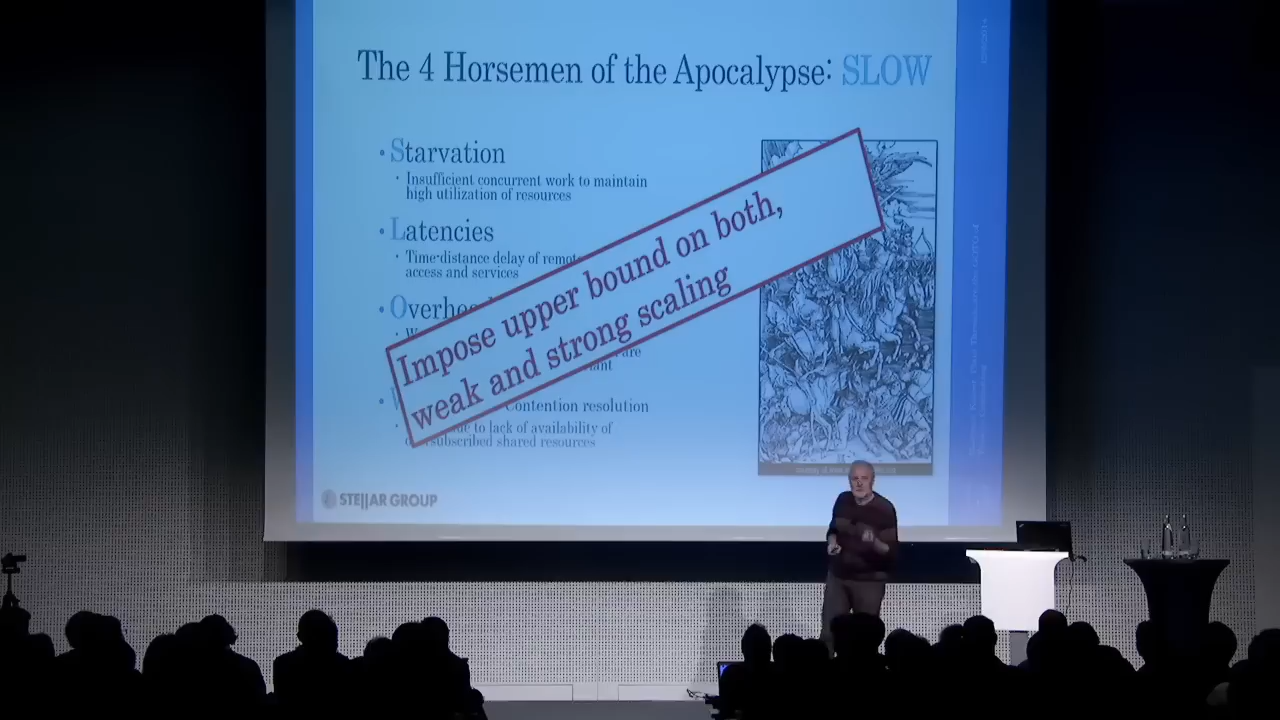 The 4 Horsemen of the Apocalypse: SLOW
• Starvation
• Insufficient concurrent work to maintain
high utilization of resources
• Latencies
• Time-distance delay of
access and services
Impose upper bound on both,
weak and strong scaling
Contention resolution
to lack of availability of
shared resources
STE||AR GROUP